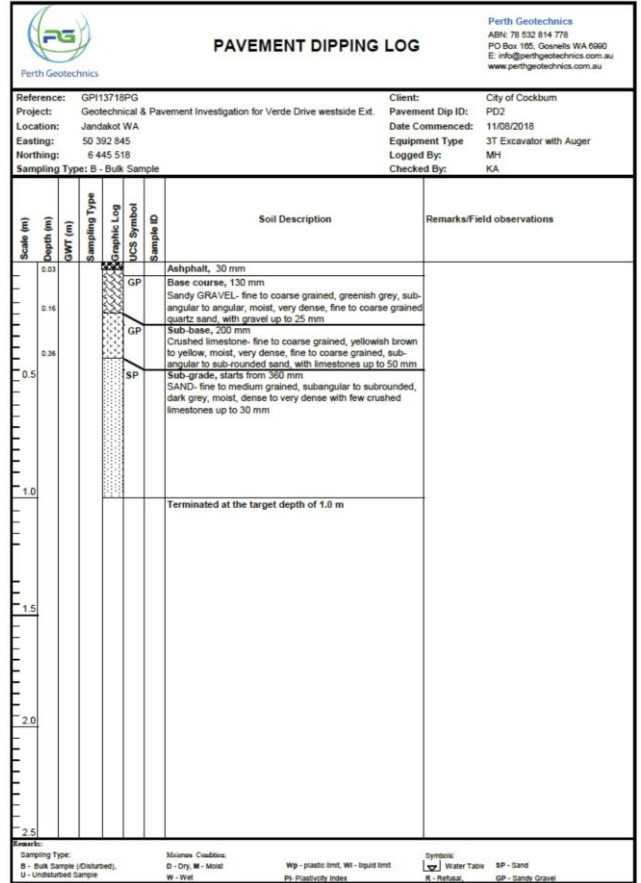 PG
Perth Geotechnics
PAVEMENT DIPPING LOG
Perth Geotechnics
ABN: 78 532 814 778
PO Box 165, Gosnells WA 6990
E: info@perthgeotechnics.com.au
www.perthgeotechnics.com.au
Reference: GPI13718PG
Client: City of Cockburn
Project: Geotechnical & Pavement Investigation for Verde Drive westside Ext.
Pavement Dip ID: PD2
Location: Jandakot WA
Date Commenced: 11/08/2018
Easting: 50 392 845
Equipment Type 3T Excavator with Auger
Northing: 6 445 518
Logged By: MH
Sampling Type: B - Bulk Sample
Checked By: KA
Scale (m)
Depth (m)
GWT (m)
Sampling Type
Graphic Log
UCS Symbol
Sample ID
Soil Description
Remarks/Field observations
0.03
Ashphalt, 30 mm
GP
Base course, 130 mm
Sandy GRAVEL- fine to coarse grained, greenish grey, sub-
angular to angular, moist, very dense, fine to coarse grained
quartz sand, with gravel up to 25 mm
0.16
GP
Sub-base, 200 mm
Crushed limestone- fine to coarse grained, yellowish brown
to yellow, moist, very dense, fine to coarse grained, sub-
angular to sub-rounded sand, with limestones up to 50 mm
0.36
0.5
SP
Sub-grade, starts from 360 mm
SAND- fine to medium grained, subangular to subrounded,
dark grey, moist, dense to very dense with few crushed
limestones up to 30 mm
1.0
Terminated at the target depth of 1.0 m
1.5
2.0
2.5
Remarks:
Sampling Type:
B - Bulk Sample (/Disturbed),
U - Undisturbed Sample
Moisture Condition:
D - Dry, M - Moist
W - Wet
Wp - plastic limit, Wl - liquid limit
PI- Plastivcity Index
Symbols:
Water Table
SP - Sand
R - Refusal,
GP - Sandy Gravel